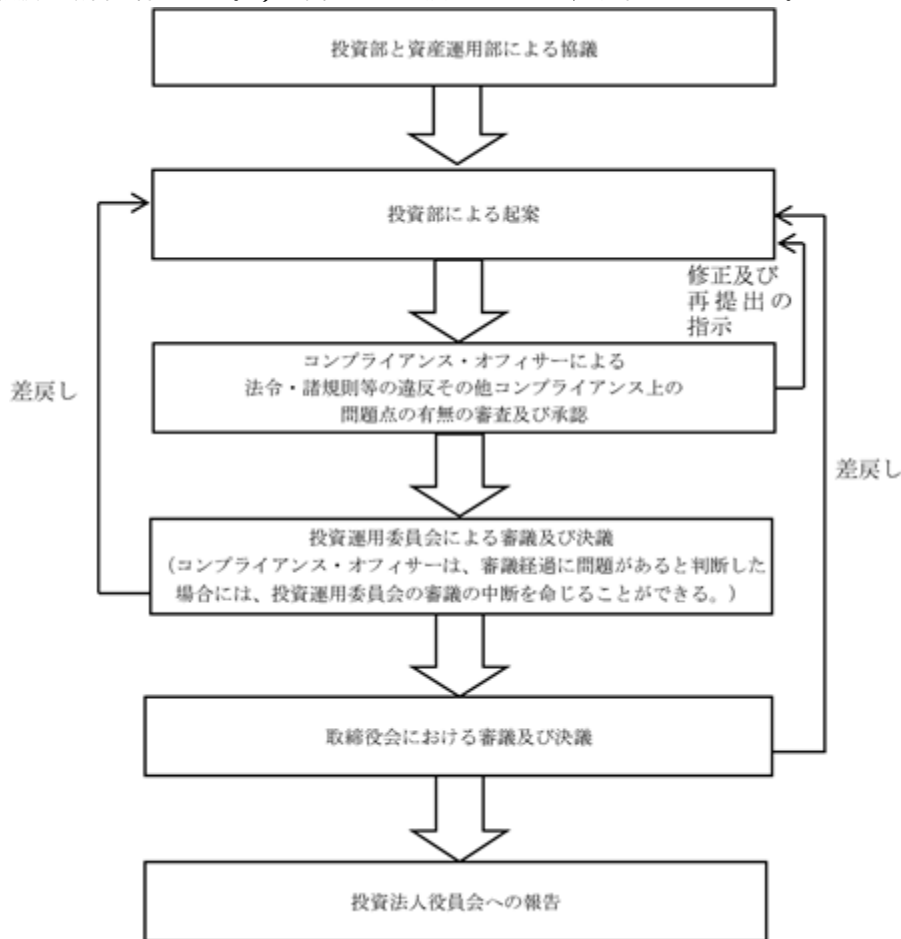 投資部と資産運用部による協議
投資部による起案
修正及び
再提出の
指示
コンプライアンス・オフィサーによる
法令・諸規則等の違反その他コンプライアンス上の
問題点の有無の審査及び承認
差戻し
差戻し
投資運用委員会による審議及び決議
(コンプライアンス・オフィサーは、審議経過に問題があると判断した
場合には、投資運用委員会の審議の中断を命じることができる。)
取締役会における審議及び決議
投資法人役員会への報告